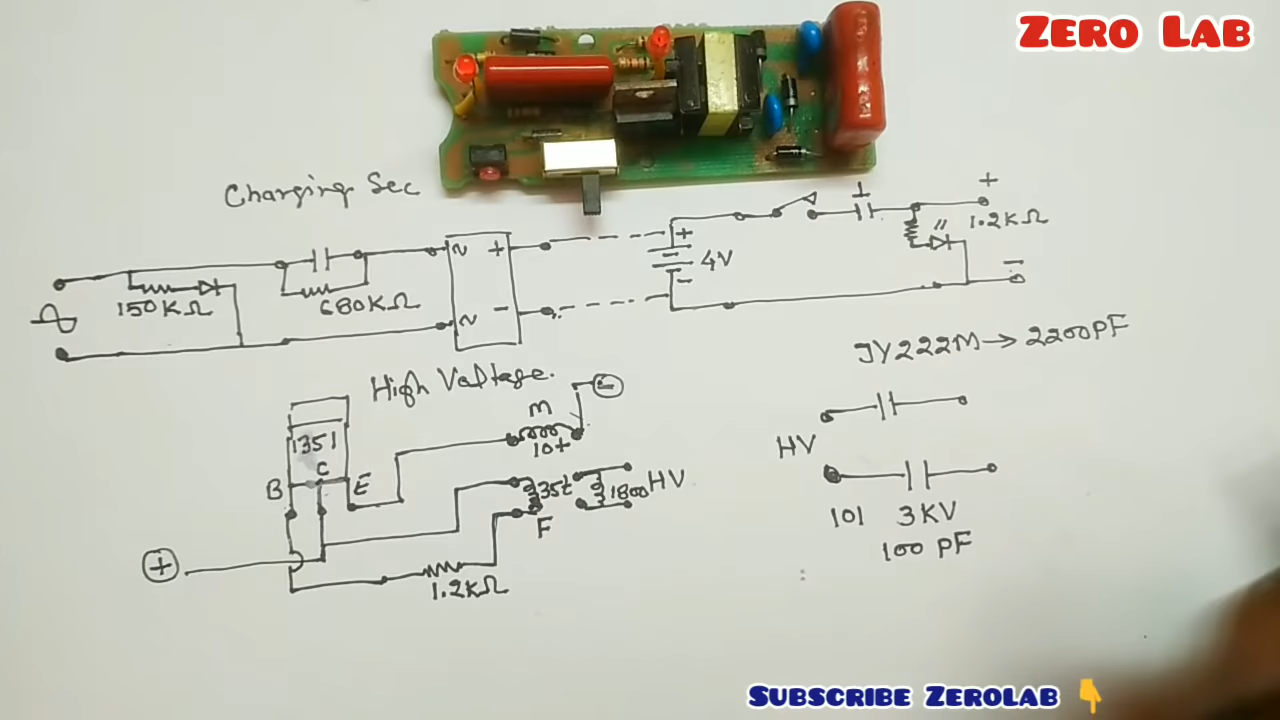 ZERO LAB
Charging Sec
150KΩ
680KΩ
~ +
~ -
+
4V
-
+
1.2KΩ
-
JY222M→2200PF
High Valtage.
1351
B C E
+
m
10t
-
35t
F
1800 HV
1.2KΩ
HV
101 3KV
100 PF
SUBSCRIBE ZEROLAB 👇